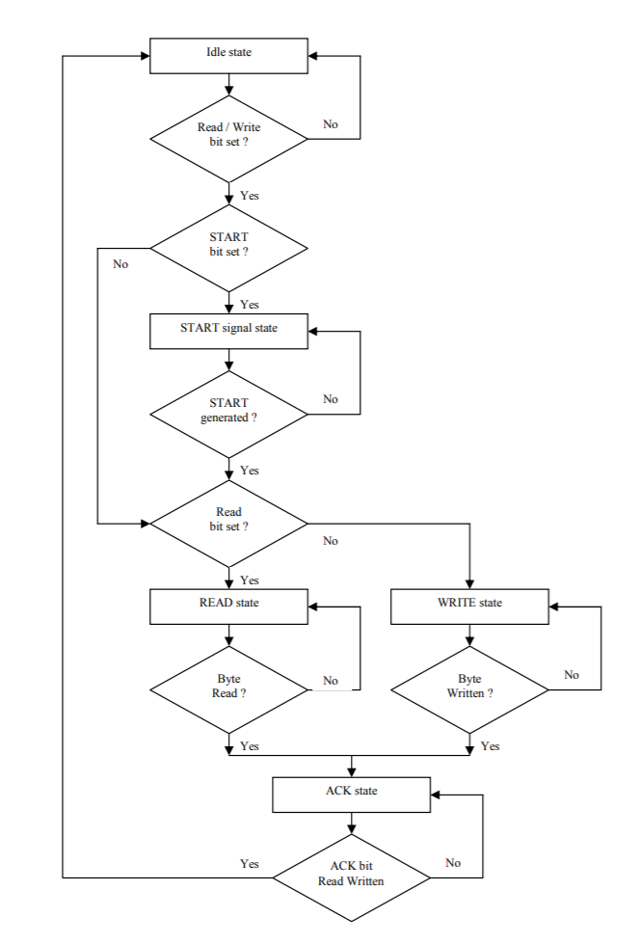 Idle state
Read / Write
bit set ?
No
Yes
START
bit set ?
No
Yes
START signal state
START
generated ?
No
Yes
Read
bit set ?
No
Yes
READ state
WRITE state
Byte
Read ?
No
Byte
Written ?
No
Yes
Yes
ACK state
Yes
ACK bit
Read Written
No